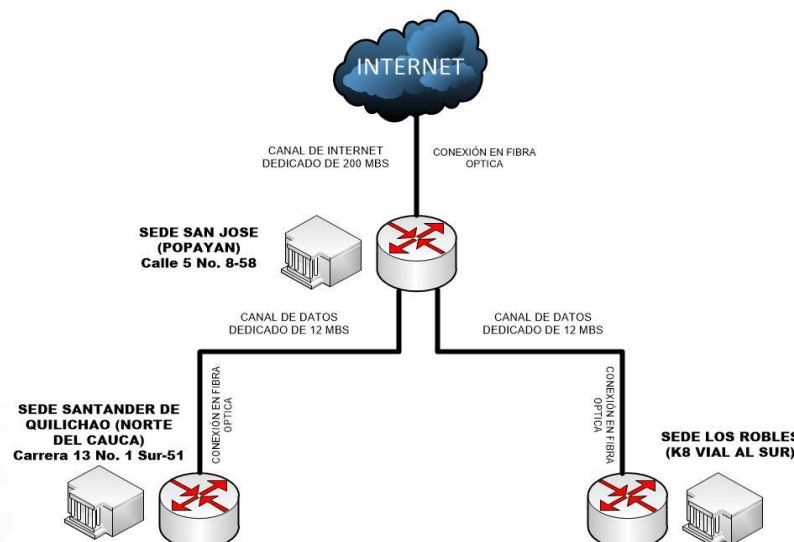 INTERNET
CANAL DE INTERNET
DEDICADO DE 200 MBS
CONEXIÓN EN FIBRA
OPTICA
SEDE SAN JOSE
(POPAYAN)
Calle 5 No. 8-58
CANAL DE DATOS
DEDICADO DE 12 MBS
CANAL DE DATOS
DEDICADO DE 12 MBS
CONEXIÓN EN FIBRA
OPTICA
CONEXIÓN EN FIBRA
OPTICA
SEDE SANTANDER DE
QUILICHAO (NORTE
DEL CAUCA)
Carrera 13 No. 1 Sur-51
SEDE LOS ROBLES
(K8 VIAL AL SUR)